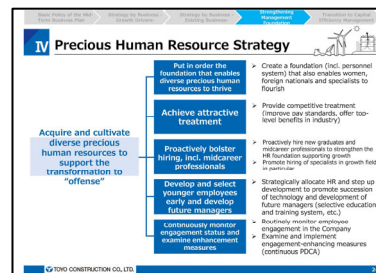 Basic Policy of the Mid-
Term Business Plan
Strategy by Business -
Growth Drivers
Strategy by Business -
Existing Business
Strengthening
Management
Foundation
Transition to Capital
Efficiency Management
Ⅳ Precious Human Resource Strategy
Acquire and cultivate
diverse precious
human resources to
support the
transformation to
"offense"
Put in order the
foundation that enables
diverse precious human
resources to thrive
➢ Create a foundation (incl. personnel
system) that also enables women,
foreign nationals and specialists to
flourish
Achieve attractive
treatment
➢ Provide competitive treatment
(improve pay standards, offer top-
level benefits in industry)
Proactively bolster
hiring, incl. midcareer
professionals
➢ Proactively hire new graduates and
midcareer professionals to strengthen the
HR foundation supporting growth
➢ Promote hiring of specialists in growth field
in particular
Develop and select
younger employees
early and develop
future managers
➢ Strategically allocate HR and step up
development to promote succession
of technology and development of
future managers (selective education
and training system, etc.)
Continuously monitor
engagement status and
examine enhancement
measures
➢ Routinely monitor employee
engagement in the Company
➢ Examine and implement
engagement-enhancing measures
(continuous PDCA)
TOYO CONSTRUCTION CO., LTD.